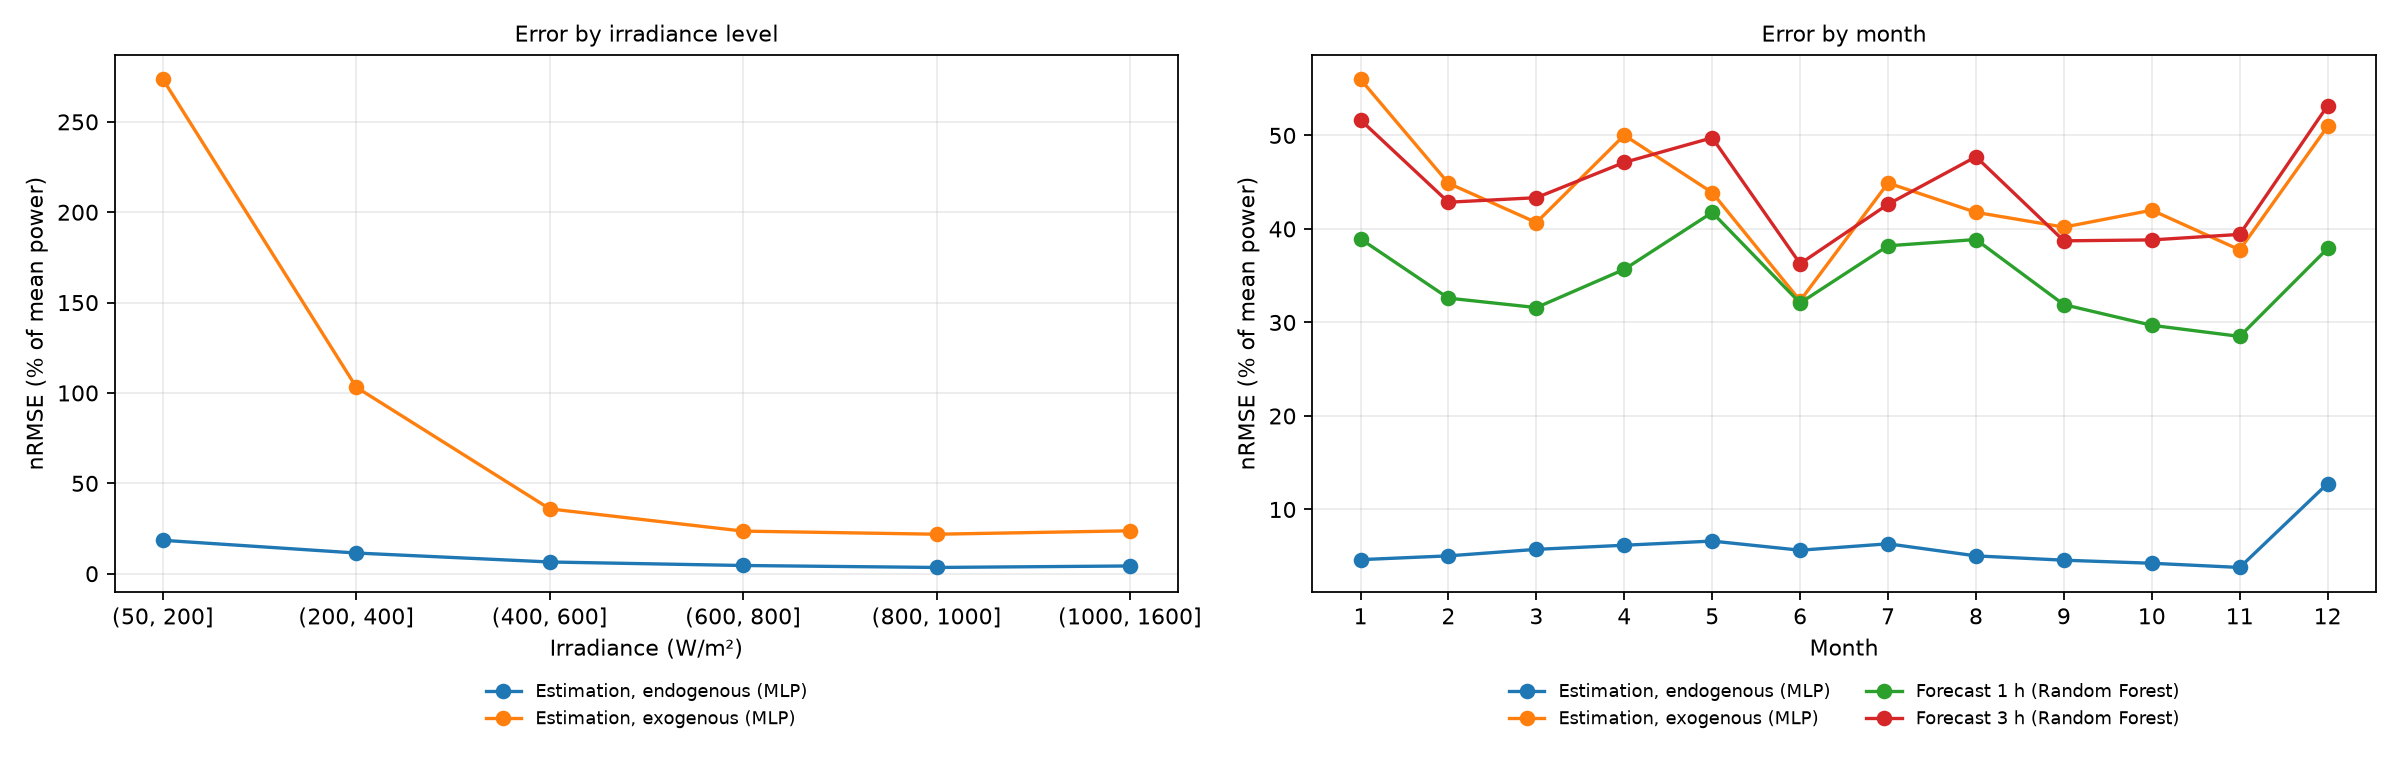 Error by irradiance level
nRMSE (% of mean power)
250
200
150
100
50
0
(50, 200] (200, 400] (400, 600] (600, 800] (800, 1000] (1000, 1600]
Irradiance (W/m²)
Estimation, endogenous (MLP)
Estimation, exogenous (MLP)
Error by month
nRMSE (% of mean power)
50
40
30
20
10
1 2 3 4 5 6 7 8 9 10 11 12
Month
Estimation, endogenous (MLP) Forecast 1 h (Random Forest)
Estimation, exogenous (MLP) Forecast 3 h (Random Forest)